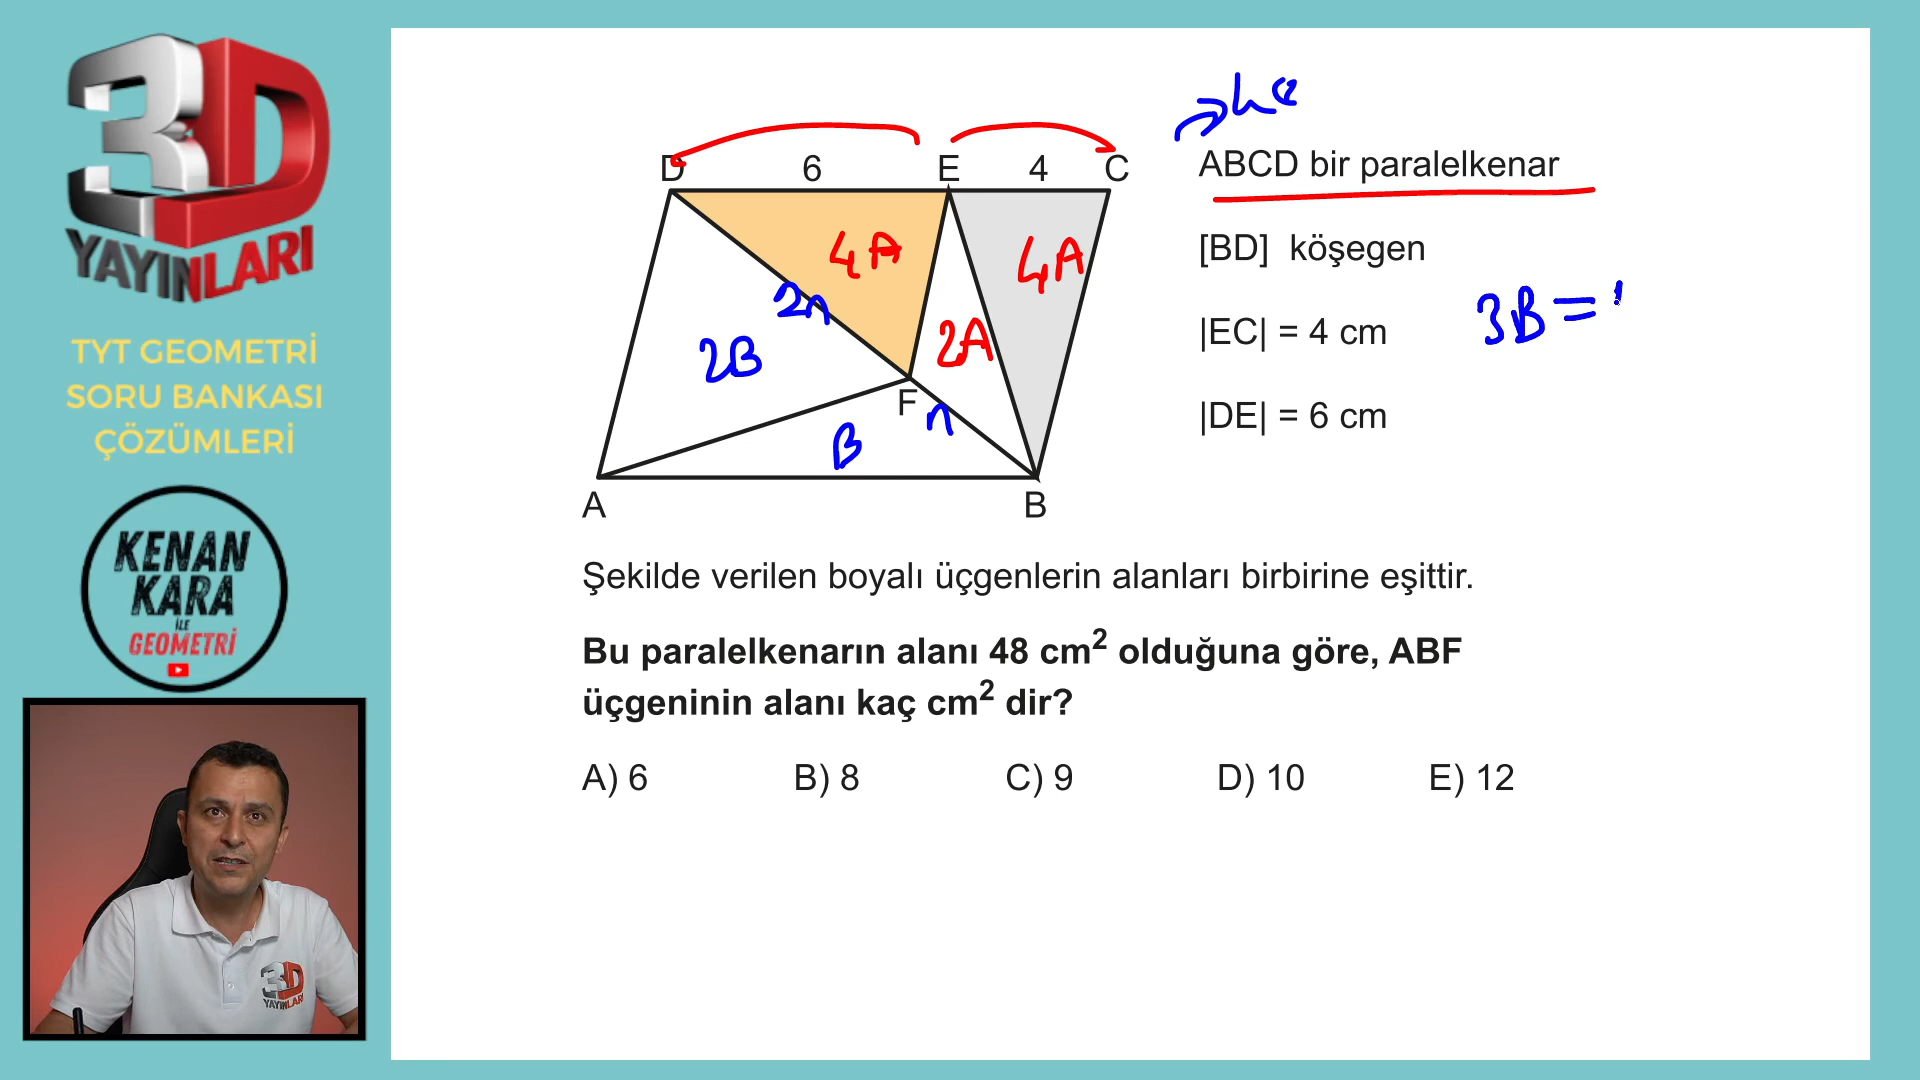 3D
YAYINLARI
TYT GEOMETRİ
SORU BANKASI
ÇÖZÜMLERİ
KENAN
KARA
İLE
GEOMETRİ
3D
YAYINLARI
D 6 E 4 C
4A
4A
2n
2B
2A
F
n
B
A B
ABCD bir paralelkenar
[BD] köşegen
|EC| = 4 cm
3B =
|DE| = 6 cm
Şekilde verilen boyalı üçgenlerin alanları birbirine eşittir.
Bu paralelkenarın alanı 48 cm² olduğuna göre, ABF
üçgeninin alanı kaç cm² dir?
A) 6 B) 8 C) 9 D) 10 E) 12